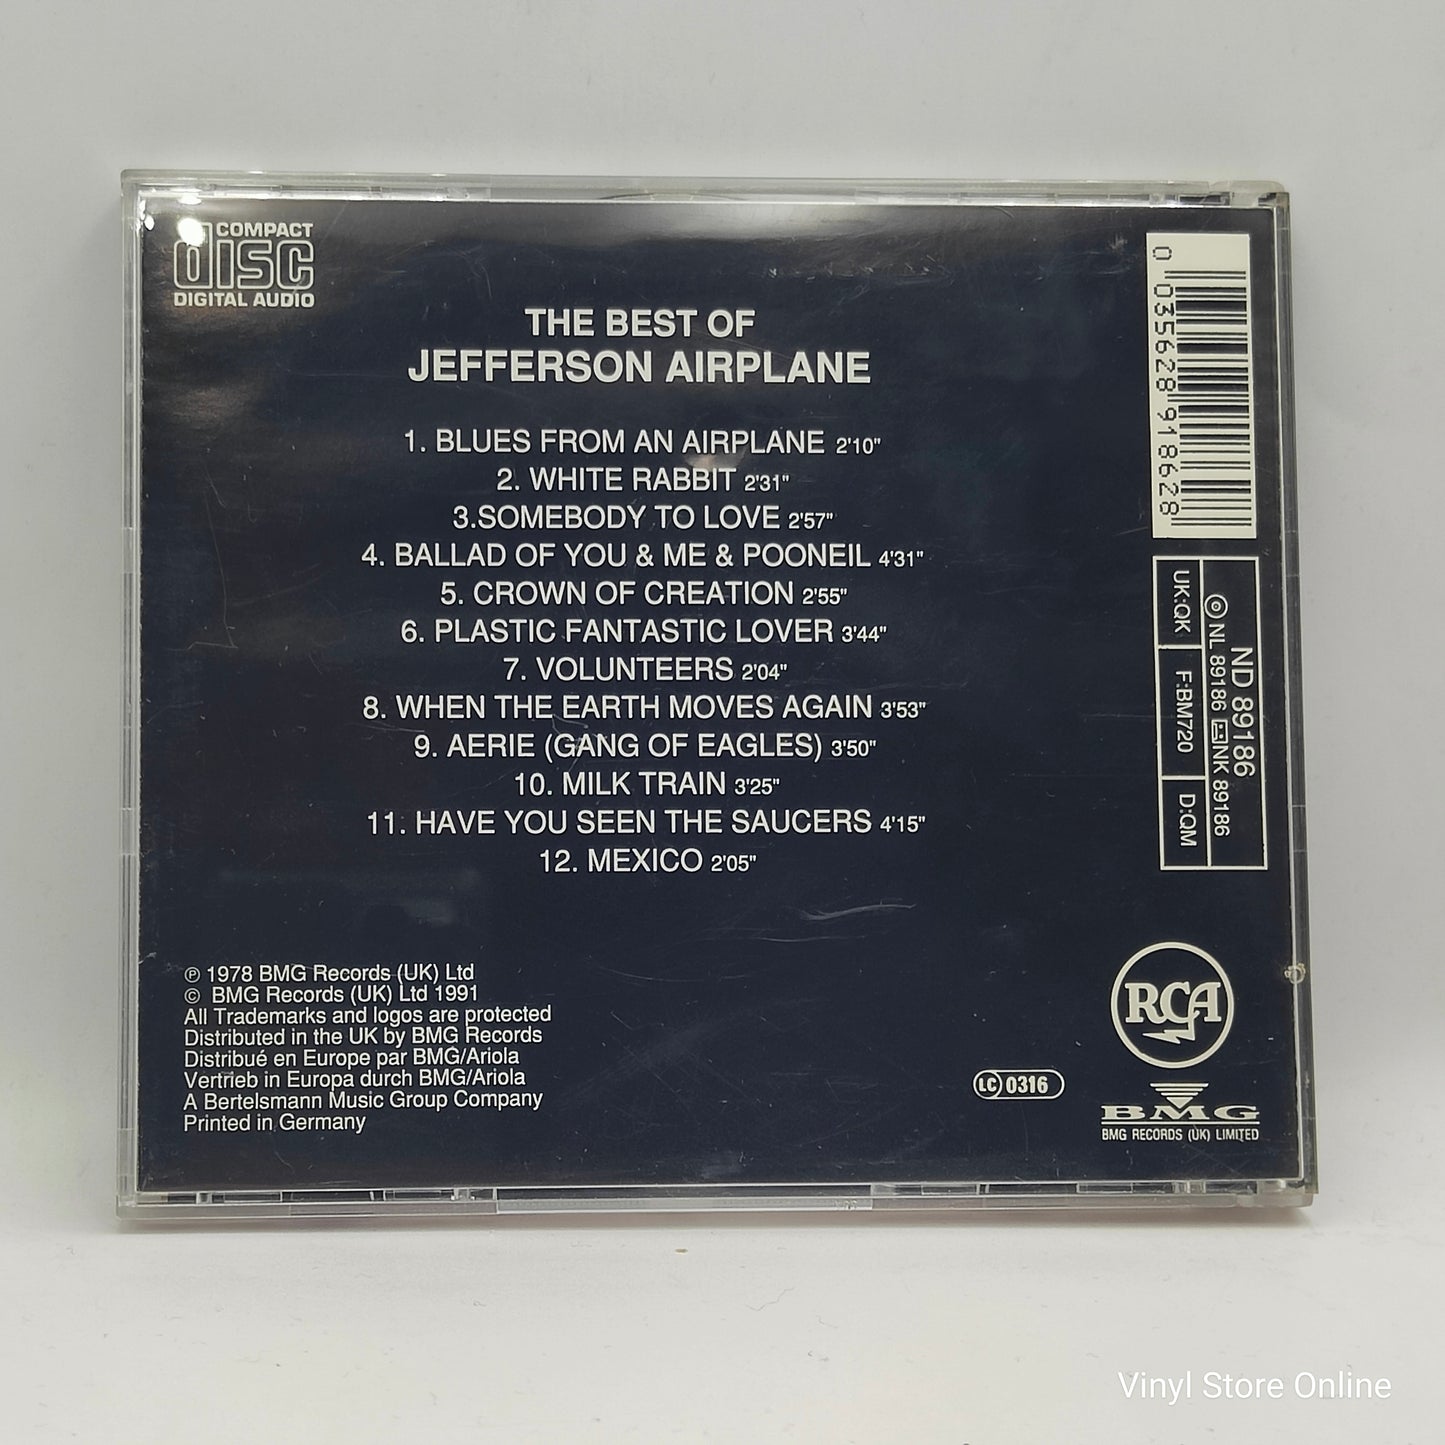 COMPACT
disc
DIGITAL AUDIO
THE BEST OF
JEFFERSON AIRPLANE
1. BLUES FROM AN AIRPLANE 2'10"
2. WHITE RABBIT 2'31"
3.SOMEBODY TO LOVE 2'57"
4. BALLAD OF YOU & ME & POONEIL 4'31"
5. CROWN OF CREATION 2'55"
6. PLASTIC FANTASTIC LOVER 3'44"
7. VOLUNTEERS 2'04"
8. WHEN THE EARTH MOVES AGAIN 3'53"
9. AERIE (GANG OF EAGLES) 3'50"
10. MILK TRAIN 3'25"
11. HAVE YOU SEEN THE SAUCERS 4'15"
12. MEXICO 2'05"
0 035628 918628
ND 89186
NL 89186 NK 89186
UK:QK F:BM720 D:QM
℗ 1978 BMG Records (UK) Ltd
© BMG Records (UK) Ltd 1991
All Trademarks and logos are protected
Distributed in the UK by BMG Records
Distribué en Europe par BMG/Ariola
Vertrieb in Europa durch BMG/Ariola
A Bertelsmann Music Group Company
Printed in Germany
LC 0316
RCA
BMG
BMG RECORDS (UK) LIMITED
Vinyl Store Online